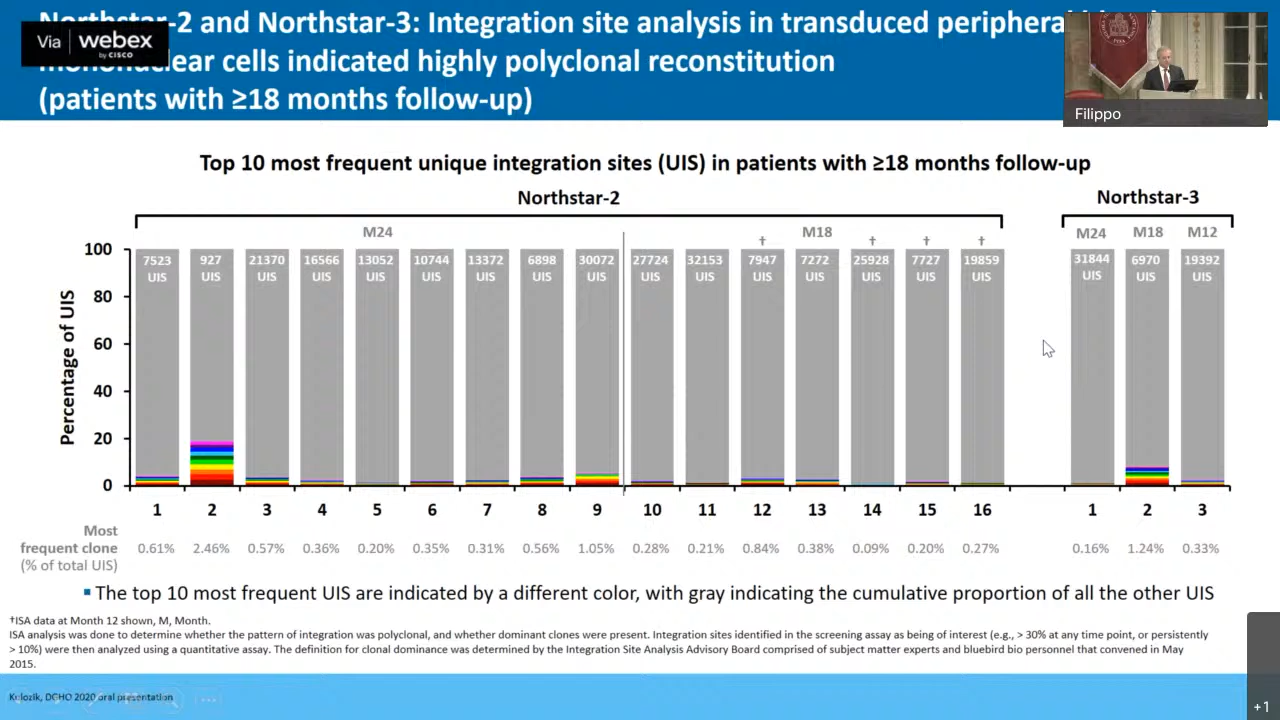 Northstar-2 and Northstar-3: Integration site analysis in transduced peripheral
mononuclear cells indicated highly polyclonal reconstitution
(patients with ≥18 months follow-up)
Via webex
by CISCO
Filippo
Top 10 most frequent unique integration sites (UIS) in patients with ≥18 months follow-up
Northstar-2
Northstar-3
M24
† M18 † † †
M24 M18 M12
Percentage of UIS
100
80
60
40
20
0
7523 927 21370 16566 13052 10744 13372 6898 30072 27724 32153 7947 7272 25928 7727 19859 31844 6970 19392
UIS UIS UIS UIS UIS UIS UIS UIS UIS UIS UIS UIS UIS UIS UIS UIS UIS UIS UIS
1 2 3 4 5 6 7 8 9 10 11 12 13 14 15 16 1 2 3
Most
frequent clone 0.61% 2.46% 0.57% 0.36% 0.20% 0.35% 0.31% 0.56% 1.05% 0.28% 0.21% 0.84% 0.38% 0.09% 0.20% 0.27% 0.16% 1.24% 0.33%
(% of total UIS)
▪ The top 10 most frequent UIS are indicated by a different color, with gray indicating the cumulative proportion of all the other UIS
†ISA data at Month 12 shown, M, Month.
ISA analysis was done to determine whether the pattern of integration was polyclonal, and whether dominant clones were present. Integration sites identified in the screening assay as being of interest (e.g., > 30% at any time point, or persistently
> 10%) were then analyzed using a quantitative assay. The definition for clonal dominance was determined by the Integration Site Analysis Advisory Board comprised of subject matter experts and bluebird bio personnel that convened in May
2015.
Kulozik, DGHO 2020 oral presentation
+1